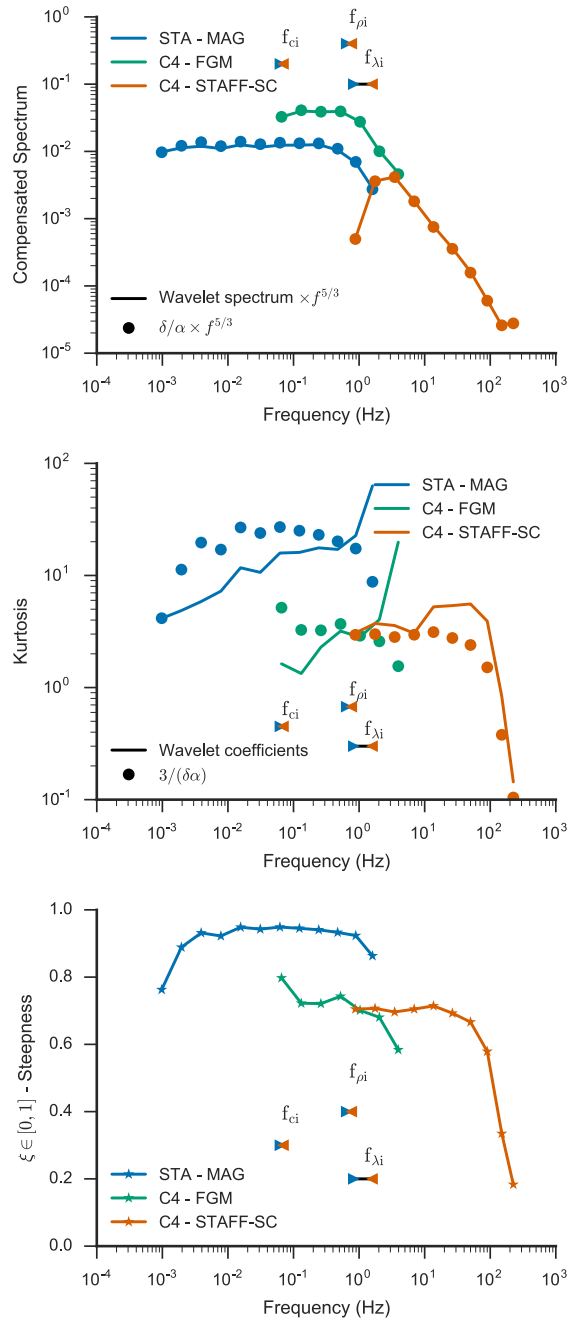 10⁰
10⁻¹
10⁻²
10⁻³
10⁻⁴
10⁻⁵
Compensated Spectrum
STA - MAG
C4 - FGM
C4 - STAFF-SC
f_ci
f_ρi
f_λi
Wavelet spectrum × f^{5/3}
δ/α × f^{5/3}
10⁻⁴ 10⁻³ 10⁻² 10⁻¹ 10⁰ 10¹ 10² 10³
Frequency (Hz)
10²
10¹
10⁰
10⁻¹
Kurtosis
STA - MAG
C4 - FGM
C4 - STAFF-SC
f_ρi
f_ci
f_λi
Wavelet coefficients
3/(δα)
10⁻⁴ 10⁻³ 10⁻² 10⁻¹ 10⁰ 10¹ 10² 10³
Frequency (Hz)
1.0
0.8
0.6
0.4
0.2
0.0
ξ ∈ [0, 1] - Steepness
f_ρi
f_ci
f_λi
STA - MAG
C4 - FGM
C4 - STAFF-SC
10⁻⁴ 10⁻³ 10⁻² 10⁻¹ 10⁰ 10¹ 10² 10³
Frequency (Hz)